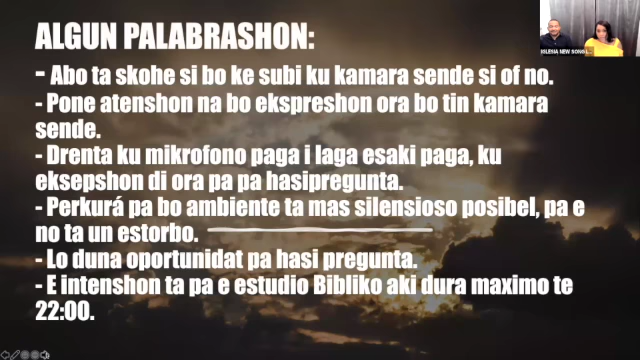 ALGUN PALABRASHON:
- Abo ta skohe si bo ke subi ku kamara sende si of no.
- Pone atenshon na bo ekspreshon ora bo tin kamara
sende.
- Drenta ku mikrofono paga i laga esaki paga, ku
eksepshon di ora pa pa hasipregunta.
- Perkurá pa bo ambiente ta mas silensioso posibel, pa e
no ta un estorbo.
- Lo duna oportunidat pa hasi pregunta.
- E intenshon ta pa e estudio Bibliko aki dura maximo te
22:00.
IGLESIA NEW SONG